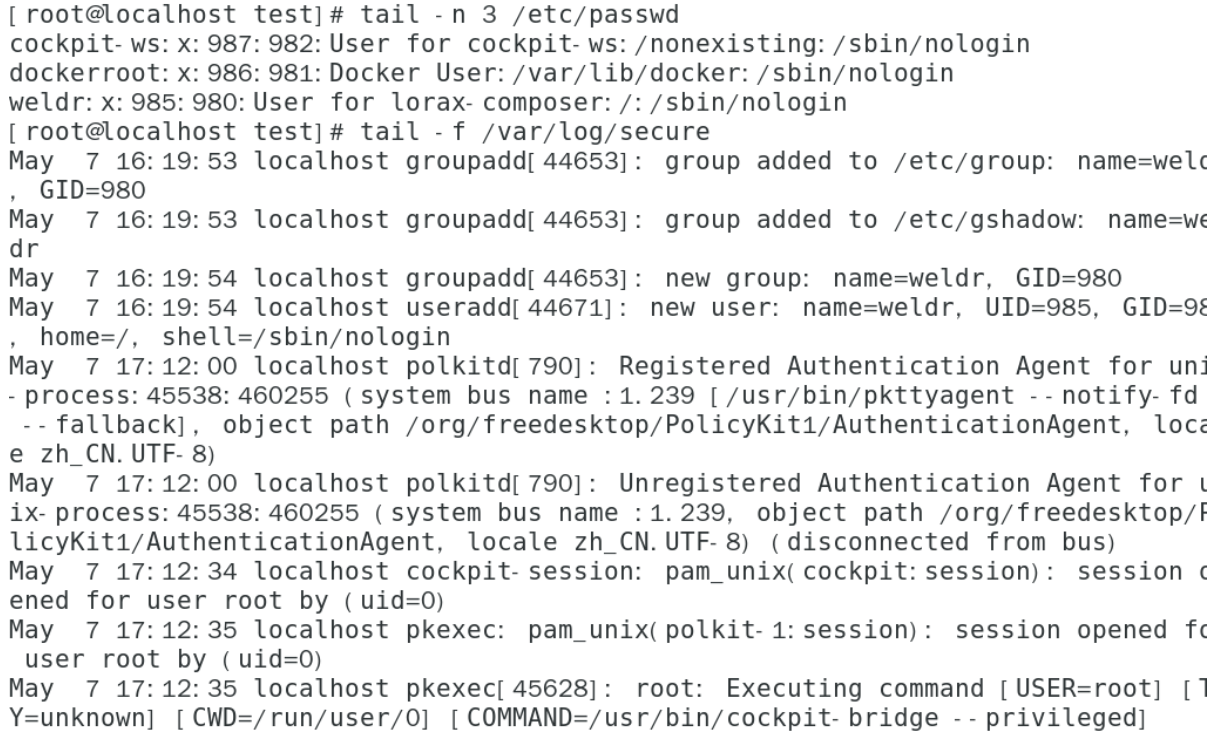 [root@localhost test]# tail -n 3 /etc/passwd
cockpit-ws:x:987:982:User for cockpit-ws:/nonexisting:/sbin/nologin
dockerroot:x:986:981:Docker User:/var/lib/docker:/sbin/nologin
weldr:x:985:980:User for lorax-composer:/:/sbin/nologin
[root@localhost test]# tail -f /var/log/secure
May  7 16:19:53 localhost groupadd[44653]: group added to /etc/group: name=weld
, GID=980
May  7 16:19:53 localhost groupadd[44653]: group added to /etc/gshadow: name=we
dr
May  7 16:19:54 localhost groupadd[44653]: new group: name=weldr, GID=980
May  7 16:19:54 localhost useradd[44671]: new user: name=weldr, UID=985, GID=98
, home=/, shell=/sbin/nologin
May  7 17:12:00 localhost polkitd[790]: Registered Authentication Agent for uni
-process:45538:460255 (system bus name :1.239 [/usr/bin/pkttyagent --notify-fd
 --fallback], object path /org/freedesktop/PolicyKit1/AuthenticationAgent, loca
e zh_CN.UTF-8)
May  7 17:12:00 localhost polkitd[790]: Unregistered Authentication Agent for u
ix-process:45538:460255 (system bus name :1.239, object path /org/freedesktop/P
licyKit1/AuthenticationAgent, locale zh_CN.UTF-8) (disconnected from bus)
May  7 17:12:34 localhost cockpit-session: pam_unix(cockpit:session): session o
ened for user root by (uid=0)
May  7 17:12:35 localhost pkexec: pam_unix(polkit-1:session): session opened fo
 user root by (uid=0)
May  7 17:12:35 localhost pkexec[45628]: root: Executing command [USER=root] [T
Y=unknown] [CWD=/run/user/0] [COMMAND=/usr/bin/cockpit-bridge --privileged]